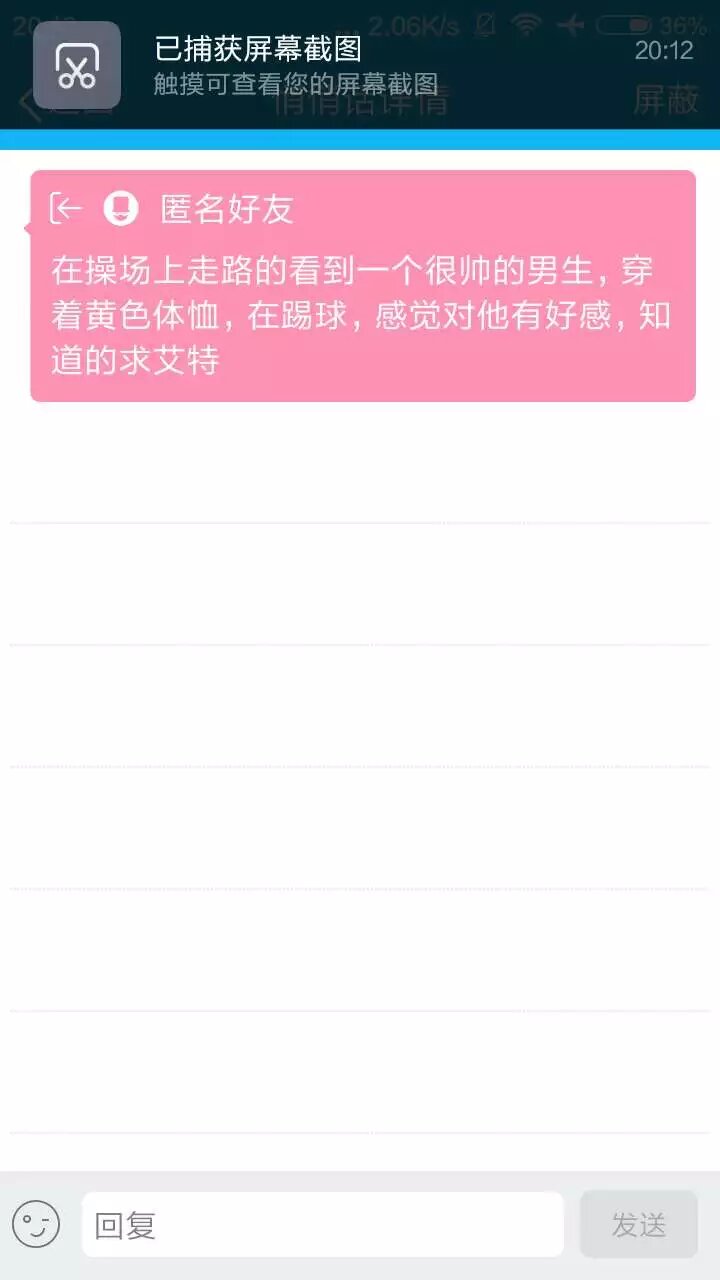 已捕获屏幕截图
20:12
触摸可查看您的屏幕截图
2.06K/s
36%
悄悄话详情
屏蔽
匿名好友
在操场上走路的看到一个很帅的男生，穿
着黄色体恤，在踢球，感觉对他有好感，知
道的求艾特
回复
发送